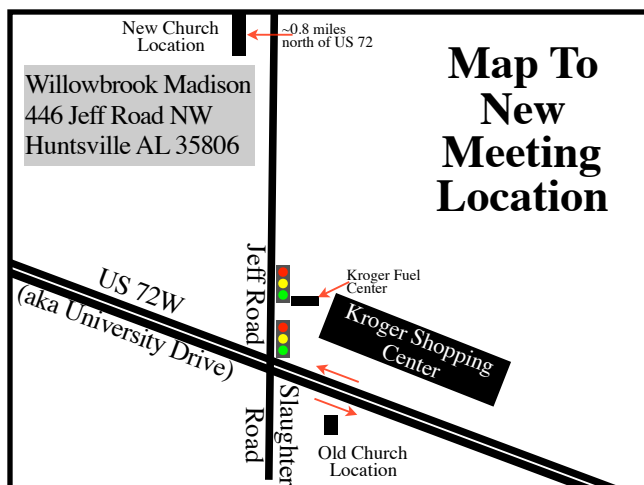 New Church
Location
~0.8 miles
north of US 72
Map To
New
Meeting
Location
Willowbrook Madison
446 Jeff Road NW
Huntsville AL 35806
Jeff Road
Kroger Fuel
Center
US 72W
(aka University Drive)
Kroger Shopping
Center
Slaughter
Road
Old Church
Location